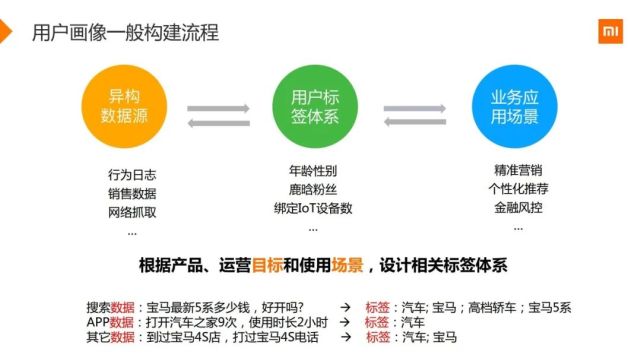 用户画像一般构建流程
mi
异构
数据源
用户标
签体系
业务应
用场景
行为日志
销售数据
网络抓取
...
年龄性别
鹿晗粉丝
绑定IoT设备数
...
精准营销
个性化推荐
金融风控
...
根据产品、运营目标和使用场景，设计相关标签体系
搜索数据：宝马最新5系多少钱，好开吗? → 标签：汽车; 宝马；高档轿车；宝马5系
APP数据：打开汽车之家9次，使用时长2小时 → 标签：汽车
其它数据：到过宝马4S店，打过宝马4S电话 → 标签：汽车; 宝马